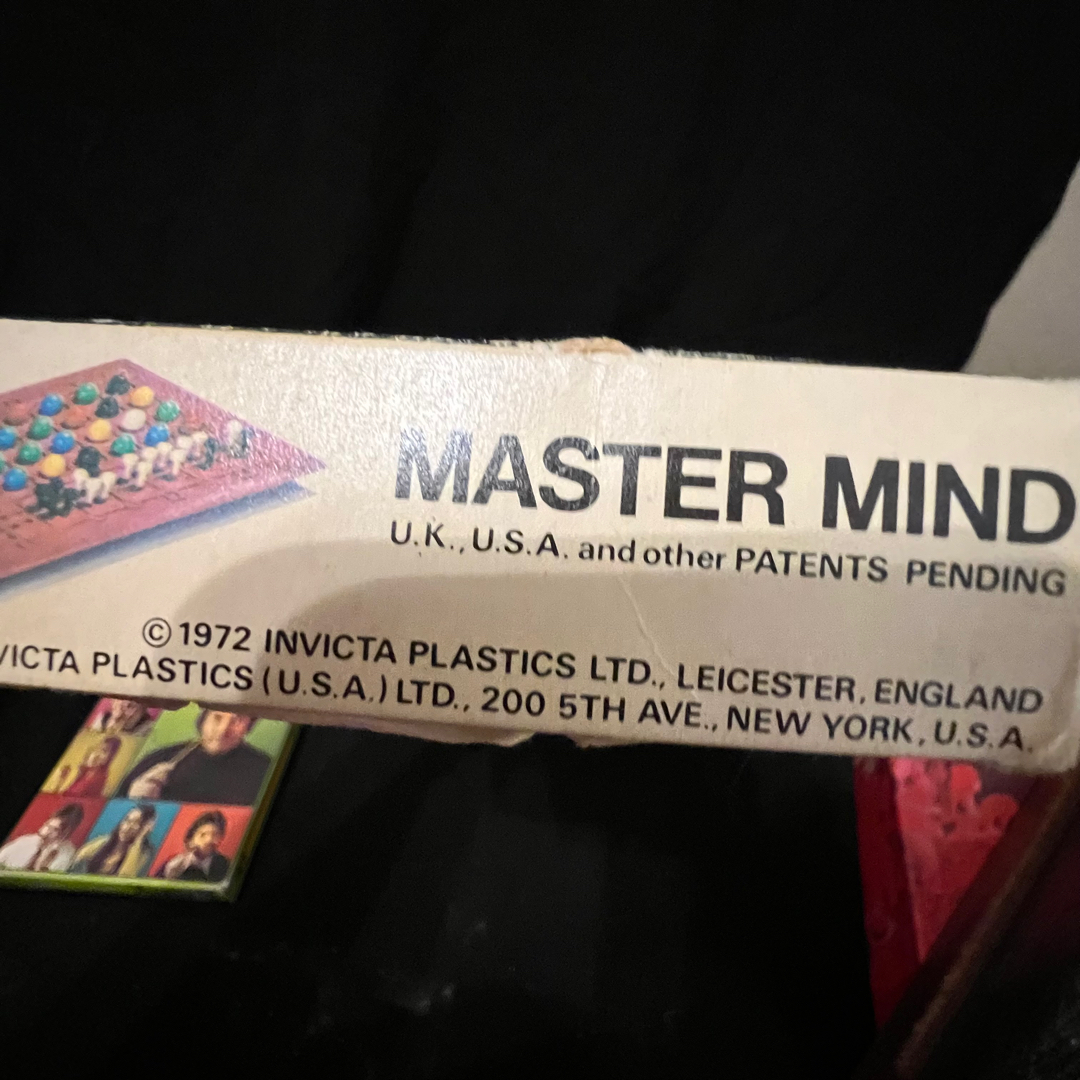 MASTER MIND
U.K., U.S.A. and other PATENTS PENDING
© 1972 INVICTA PLASTICS LTD., LEICESTER, ENGLAND
PLASTICS (U.S.A.) LTD., 200 5TH AVE., NEW YORK, U.S.A.